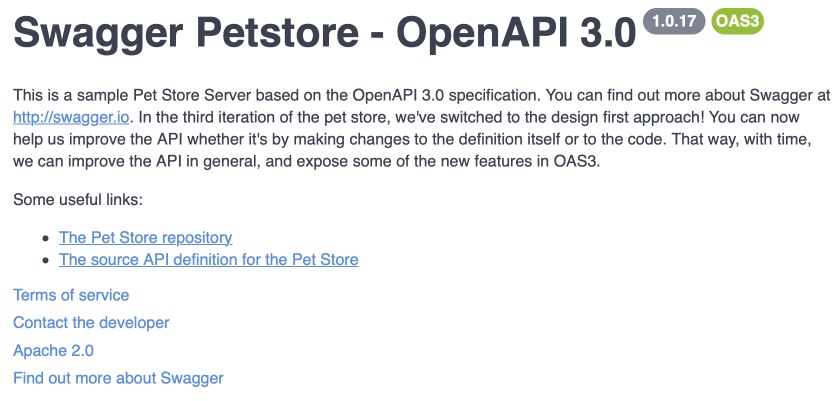 Swagger Petstore - OpenAPI 3.0 1.0.17 OAS3
This is a sample Pet Store Server based on the OpenAPI 3.0 specification. You can find out more about Swagger at
http://swagger.io. In the third iteration of the pet store, we've switched to the design first approach! You can now
help us improve the API whether it's by making changes to the definition itself or to the code. That way, with time,
we can improve the API in general, and expose some of the new features in OAS3.
Some useful links:
• The Pet Store repository
• The source API definition for the Pet Store
Terms of service
Contact the developer
Apache 2.0
Find out more about Swagger